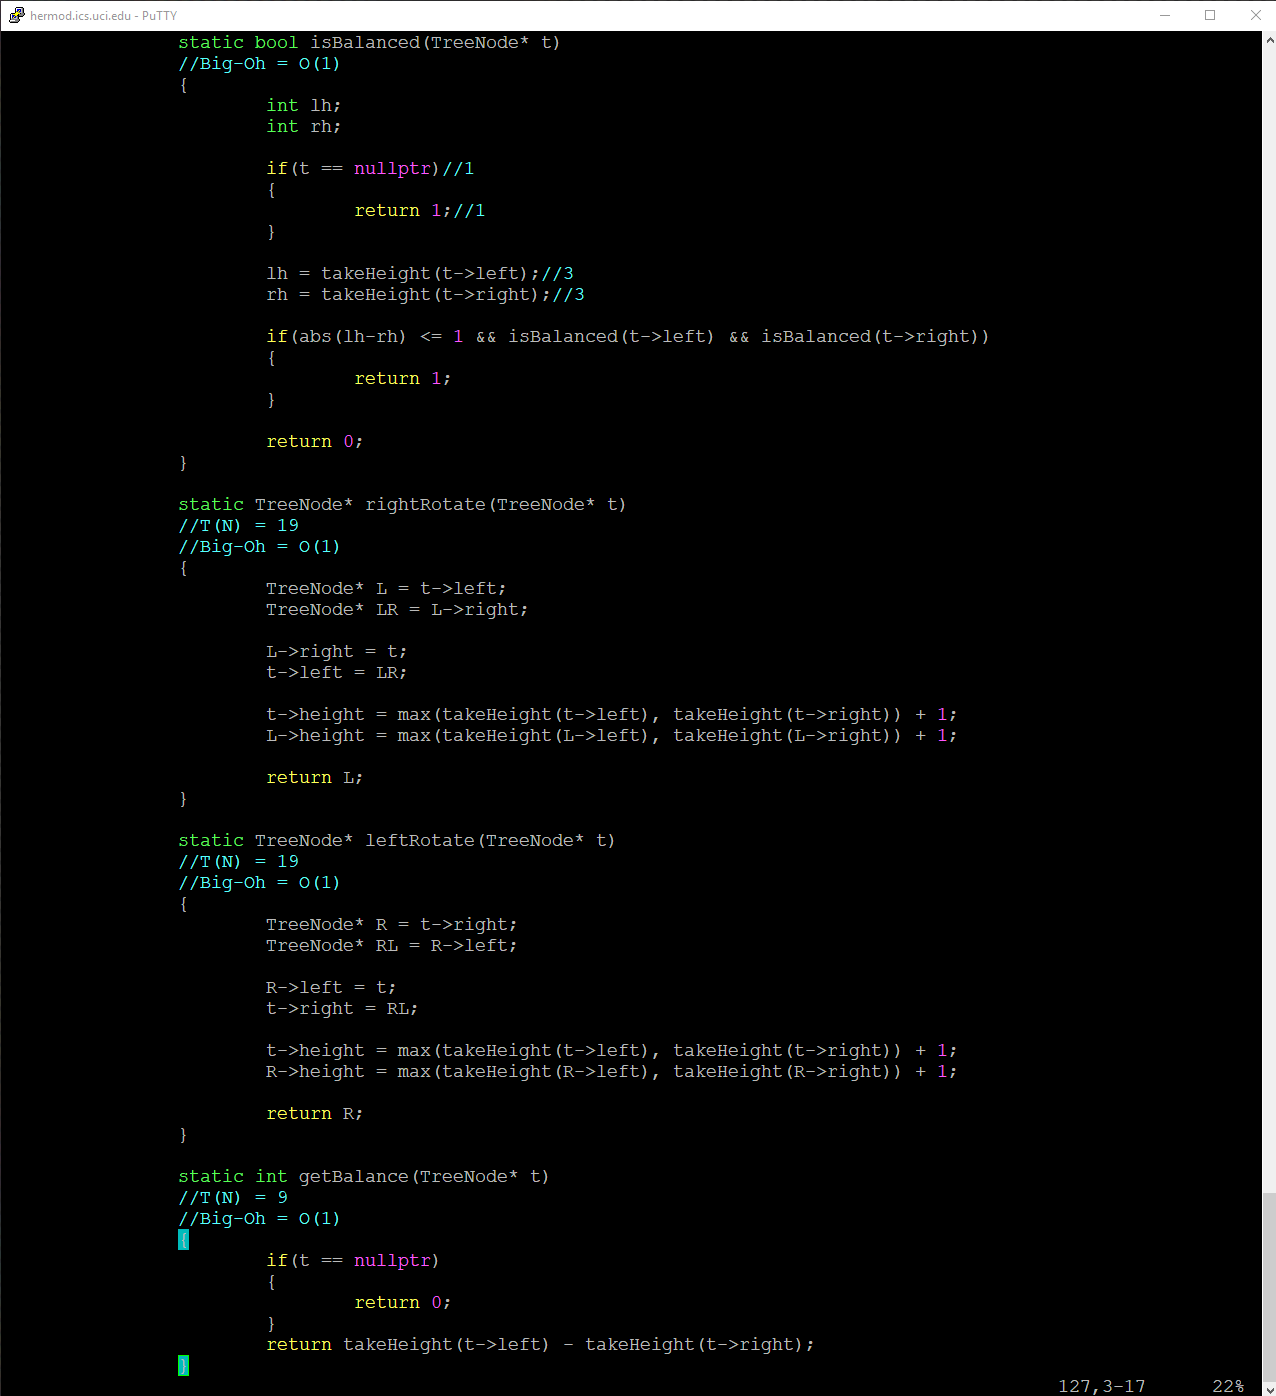 hermod.ics.uci.edu - PuTTY
static bool isBalanced(TreeNode* t)
//Big-Oh = O(1)
{
int lh;
int rh;
if(t == nullptr)//1
{
return 1;//1
}
lh = takeHeight(t->left);//3
rh = takeHeight(t->right);//3
if(abs(lh-rh) <= 1 && isBalanced(t->left) && isBalanced(t->right))
{
return 1;
}
return 0;
}
static TreeNode* rightRotate(TreeNode* t)
//T(N) = 19
//Big-Oh = O(1)
{
TreeNode* L = t->left;
TreeNode* LR = L->right;
L->right = t;
t->left = LR;
t->height = max(takeHeight(t->left), takeHeight(t->right)) + 1;
L->height = max(takeHeight(L->left), takeHeight(L->right)) + 1;
return L;
}
static TreeNode* leftRotate(TreeNode* t)
//T(N) = 19
//Big-Oh = O(1)
{
TreeNode* R = t->right;
TreeNode* RL = R->left;
R->left = t;
t->right = RL;
t->height = max(takeHeight(t->left), takeHeight(t->right)) + 1;
R->height = max(takeHeight(R->left), takeHeight(R->right)) + 1;
return R;
}
static int getBalance(TreeNode* t)
//T(N) = 9
//Big-Oh = O(1)
{
if(t == nullptr)
{
return 0;
}
return takeHeight(t->left) - takeHeight(t->right);
}
127,3-17 22%